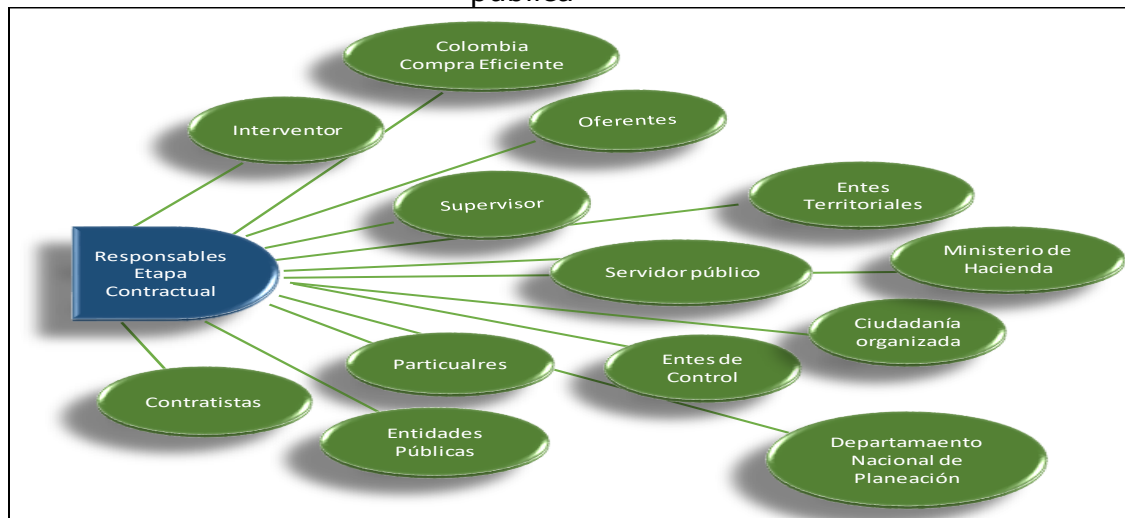 pública
Colombia
Compra Eficiente
Interventor
Oferentes
Supervisor
Entes
Territoriales
Responsables
Etapa
Contractual
Servidor público
Ministerio de
Hacienda
Ciudadanía
organizada
Particualres
Entes de
Control
Contratistas
Entidades
Públicas
Departamaento
Nacional de
Planeación